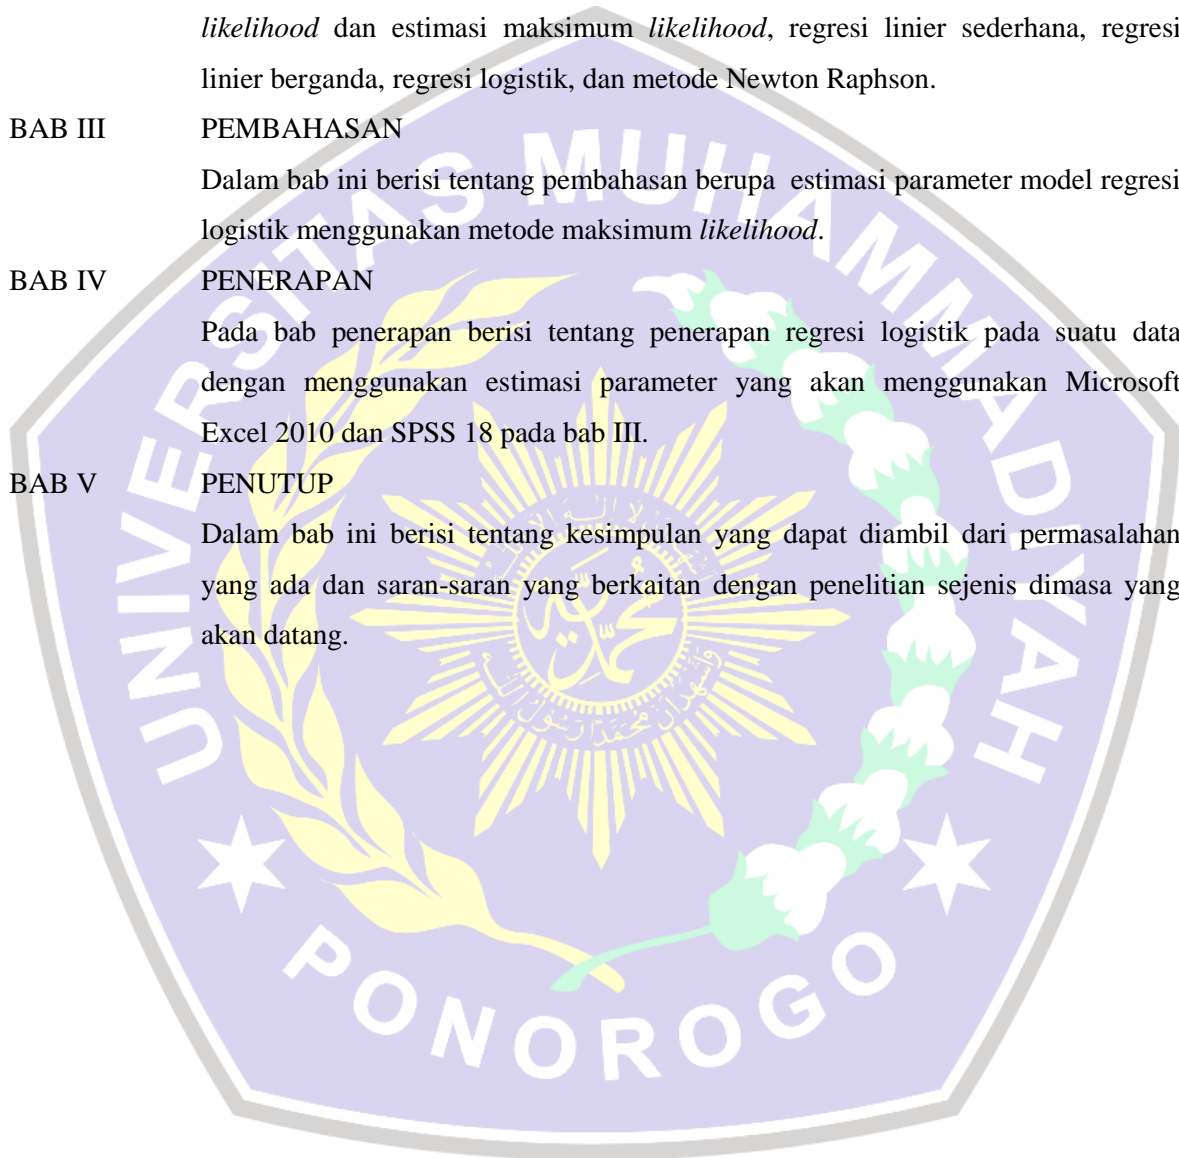 likelihood dan estimasi maksimum likelihood, regresi linier sederhana, regresi
linier berganda, regresi logistik, dan metode Newton Raphson.
BAB III PEMBAHASAN
Dalam bab ini berisi tentang pembahasan berupa estimasi parameter model regresi
logistik menggunakan metode maksimum likelihood.
BAB IV PENERAPAN
Pada bab penerapan berisi tentang penerapan regresi logistik pada suatu data
dengan menggunakan estimasi parameter yang akan menggunakan Microsoft
Excel 2010 dan SPSS 18 pada bab III.
BAB V PENUTUP
Dalam bab ini berisi tentang kesimpulan yang dapat diambil dari permasalahan
yang ada dan saran-saran yang berkaitan dengan penelitian sejenis dimasa yang
akan datang.
UNIVERSITAS MUHAMMADIYAH
PONOROGO
محمدية